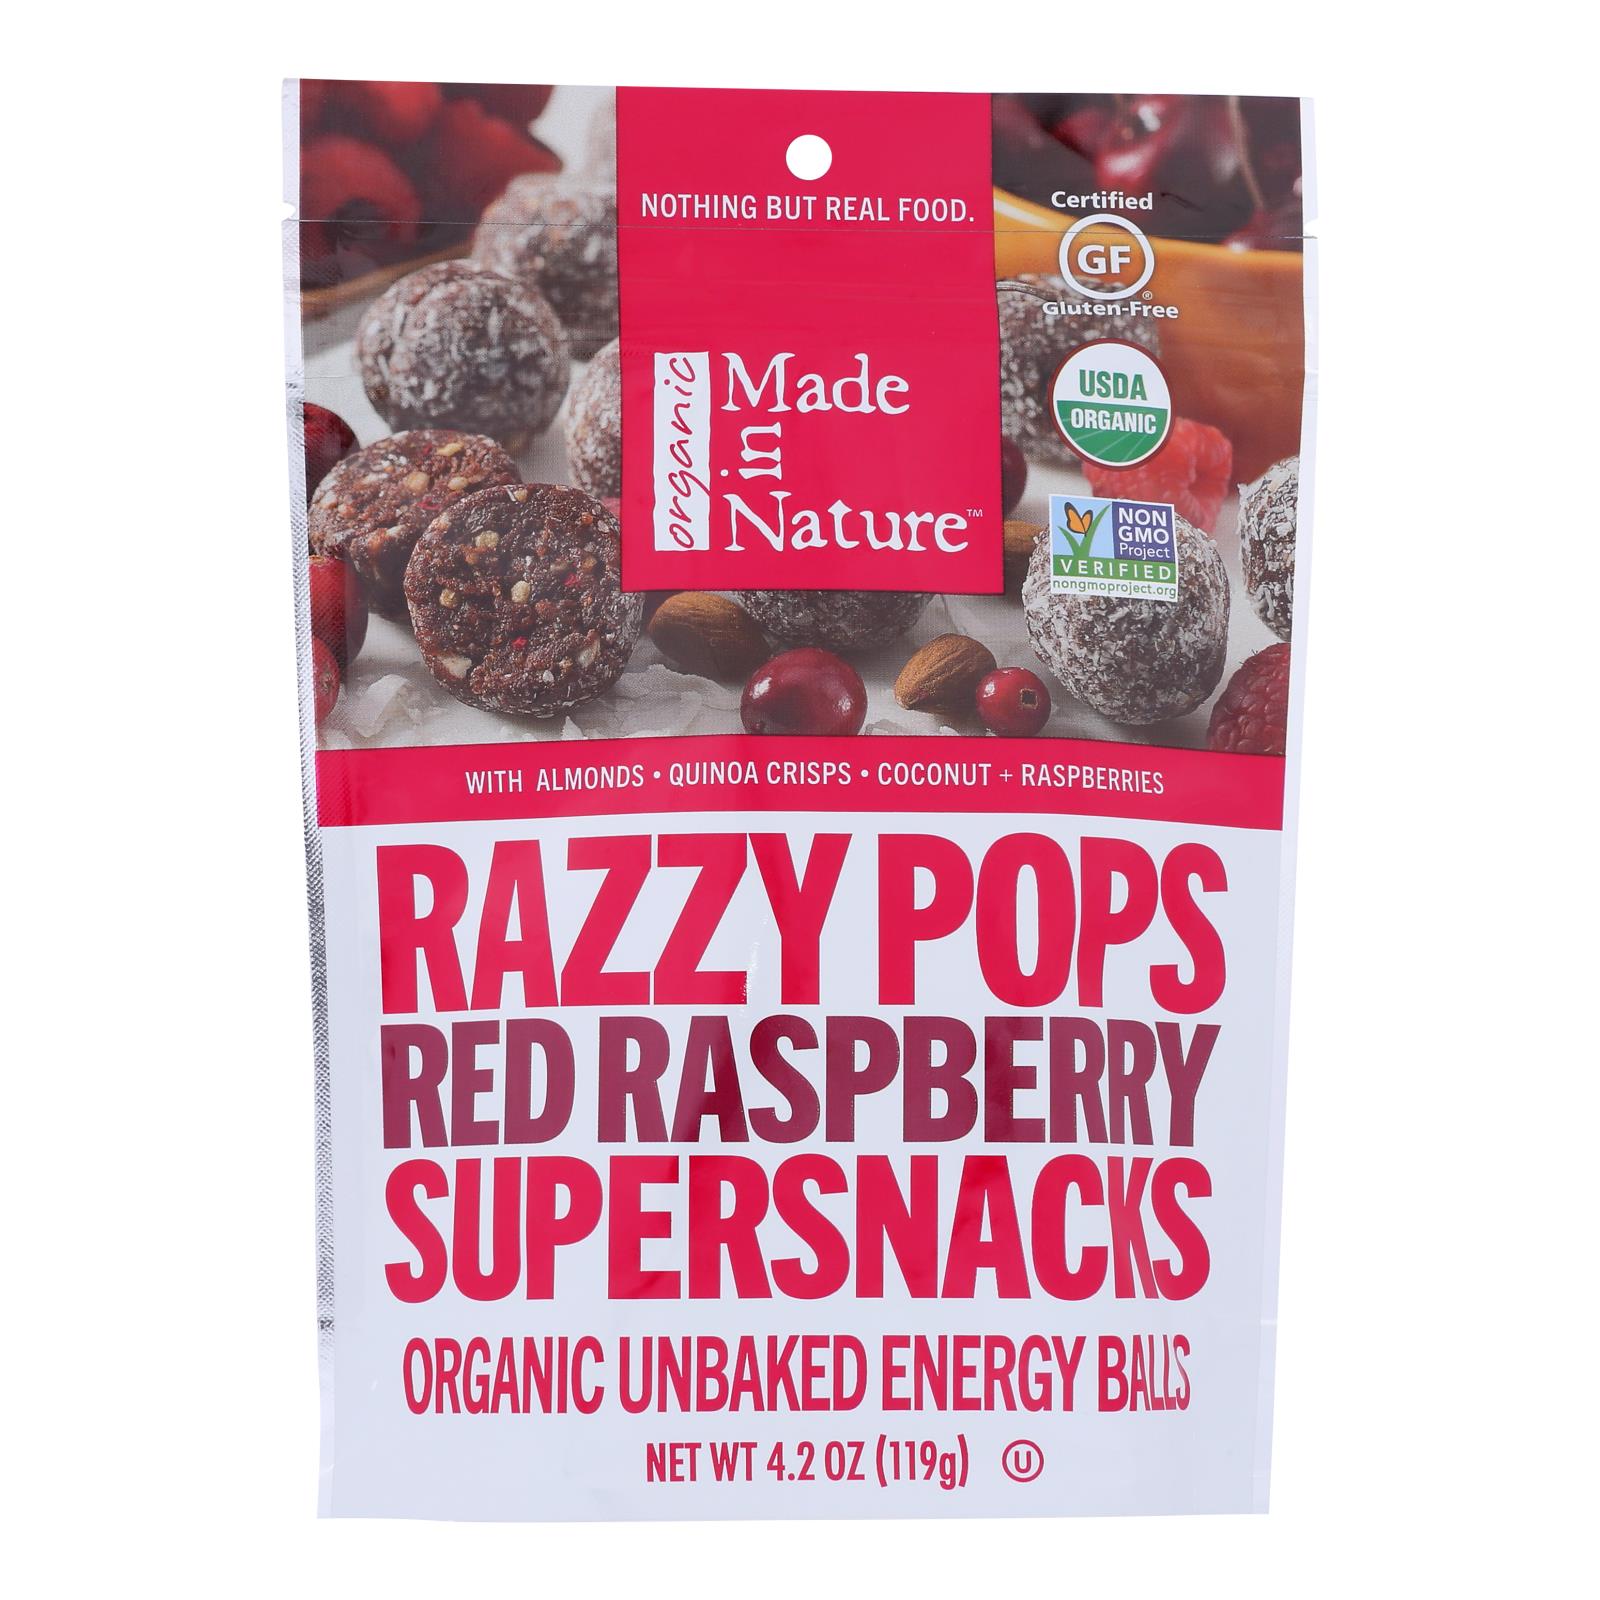 NOTHING BUT REAL FOOD.
Certified
GF
®
Gluten-Free
organic
Made
in
Nature™
USDA
ORGANIC
NON
GMO
Project
VERIFIED
nongmoproject.org
WITH ALMONDS • QUINOA CRISPS • COCONUT + RASPBERRIES
RAZZY POPS
RED RASPBERRY
SUPERSNACKS
ORGANIC UNBAKED ENERGY BALLS
NET WT 4.2 OZ (119g) U